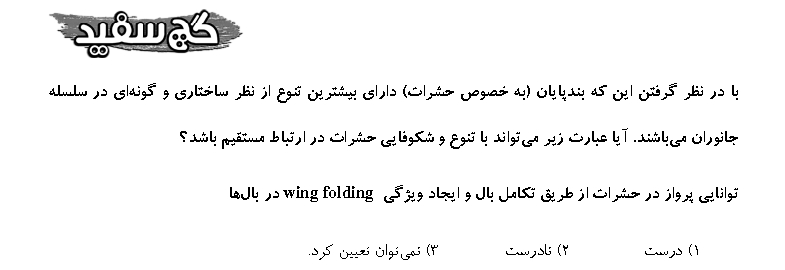 گچ سفید
با در نظر گرفتن این که بندپایان (به خصوص حشرات) دارای بیشترین تنوع از نظر ساختاری و گونه‌ای در سلسله
جانوران می‌باشند. آیا عبارت زیر می‌تواند با تنوع و شکوفایی حشرات در ارتباط مستقیم باشد؟
توانایی پرواز در حشرات از طریق تکامل بال و ایجاد ویژگی wing folding در بال‌ها
۱) درست ۲) نادرست ۳) نمی‌توان تعیین کرد.